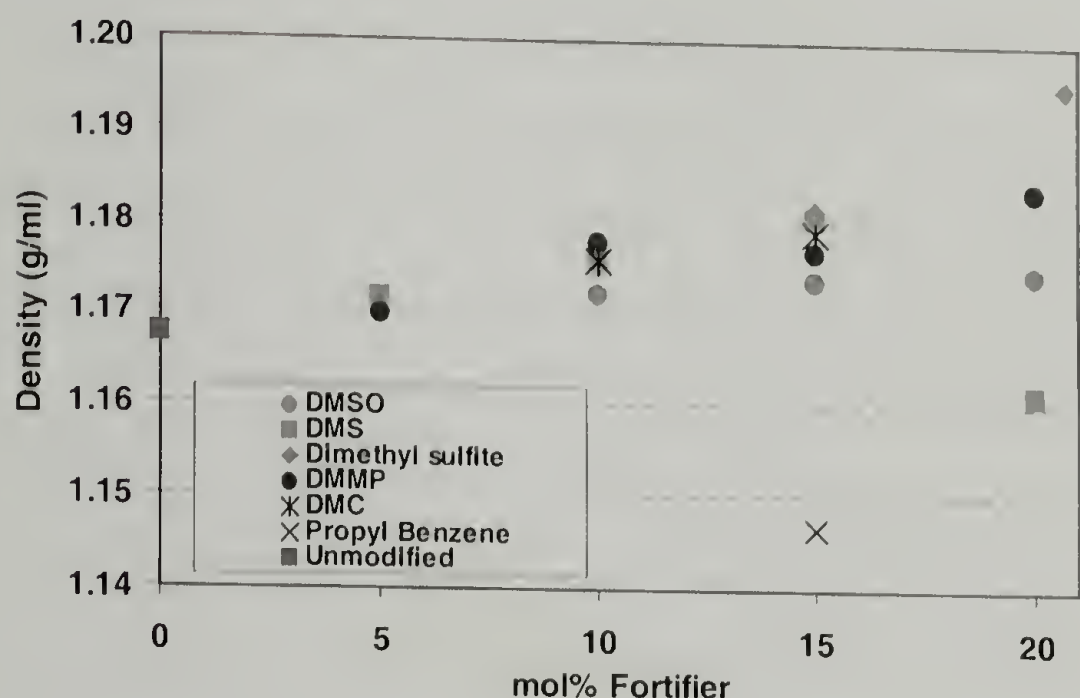 1.20
1.19
1.18
1.17
1.16
1.15
1.14
Density (g/ml)
DMSO
DMS
Dimethyl sulfite
DMMP
DMC
Propyl Benzene
Unmodified
0
5
10
15
20
mol% Fortifier